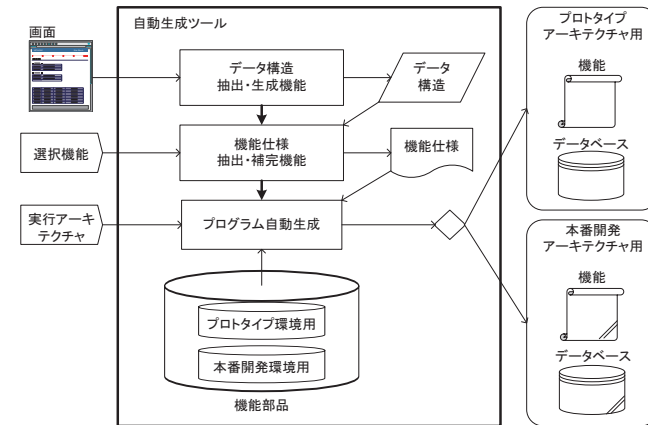 画面
自動生成ツール
データ構造
抽出・生成機能
データ
構造
選択機能
機能仕様
抽出・補完機能
機能仕様
実行アーキ
テクチャ
プログラム自動生成
プロトタイプ環境用
本番開発環境用
機能部品
プロトタイプ
アーキテクチャ用
機能
データベース
本番開発
アーキテクチャ用
機能
データベース